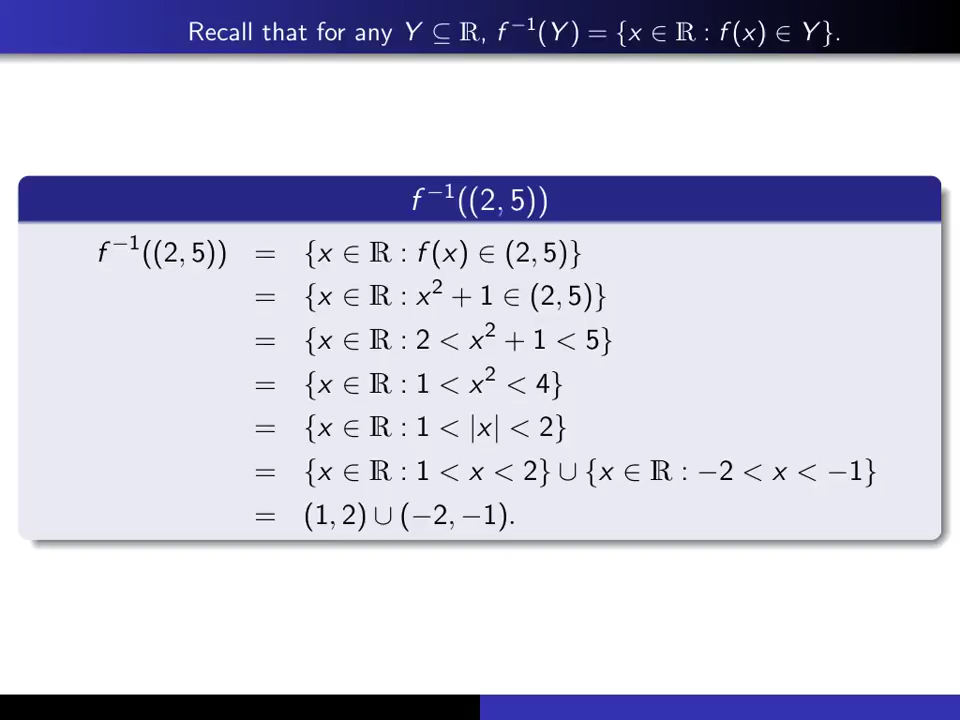 Recall that for any Y ⊆ ℝ, f⁻¹(Y) = {x ∈ ℝ : f(x) ∈ Y}.
f⁻¹((2, 5))
f⁻¹((2, 5)) = {x ∈ ℝ : f(x) ∈ (2, 5)}
= {x ∈ ℝ : x² + 1 ∈ (2, 5)}
= {x ∈ ℝ : 2 < x² + 1 < 5}
= {x ∈ ℝ : 1 < x² < 4}
= {x ∈ ℝ : 1 < |x| < 2}
= {x ∈ ℝ : 1 < x < 2} ∪ {x ∈ ℝ : −2 < x < −1}
= (1, 2) ∪ (−2, −1).